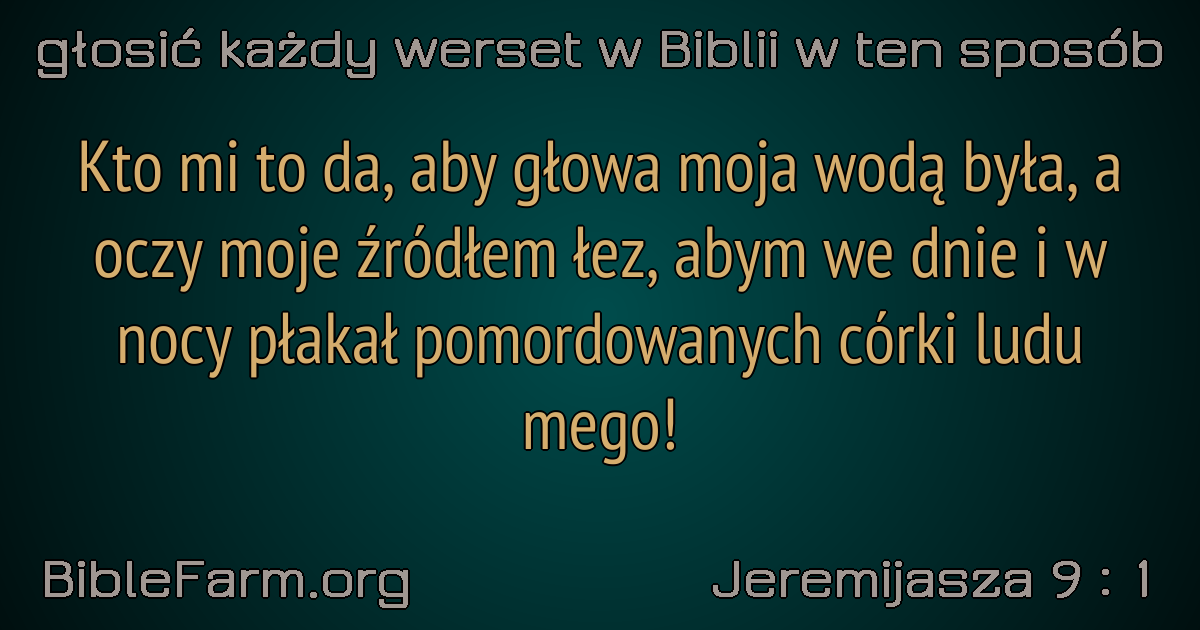 głosić każdy werset w Biblii w ten sposób
Kto mi to da, aby głowa moja wodą była, a
oczy moje źródłem łez, abym we dnie i w
nocy płakał pomordowanych córki ludu
mego!
BibleFarm.org
Jeremijasza 9 : 1